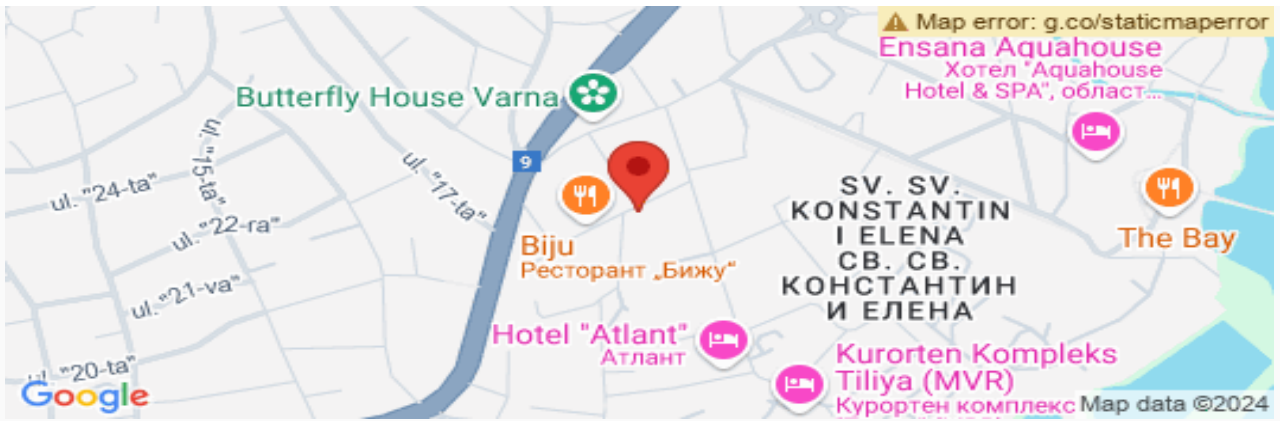 Map error: g.co/staticmaperror
Ensana Aquahouse
Хотел "Aquahouse
Hotel & SPA", област...
Butterfly House Varna
ul. "15-ta"
ul. "17-ta"
9
ul. "24-ta"
ul. "22-ra"
SV. SV.
KONSTANTIN
I ELENA
СВ. СВ.
КОНСТАНТИН
И ЕЛЕНА
The Bay
Biju
Ресторант „Бижу“
ul. "21-va"
Hotel "Atlant"
Атлант
Kurorten Kompleks
Tiliya (MVR)
Курортен комплекс
ul. "20-ta"
Google
Map data ©2024